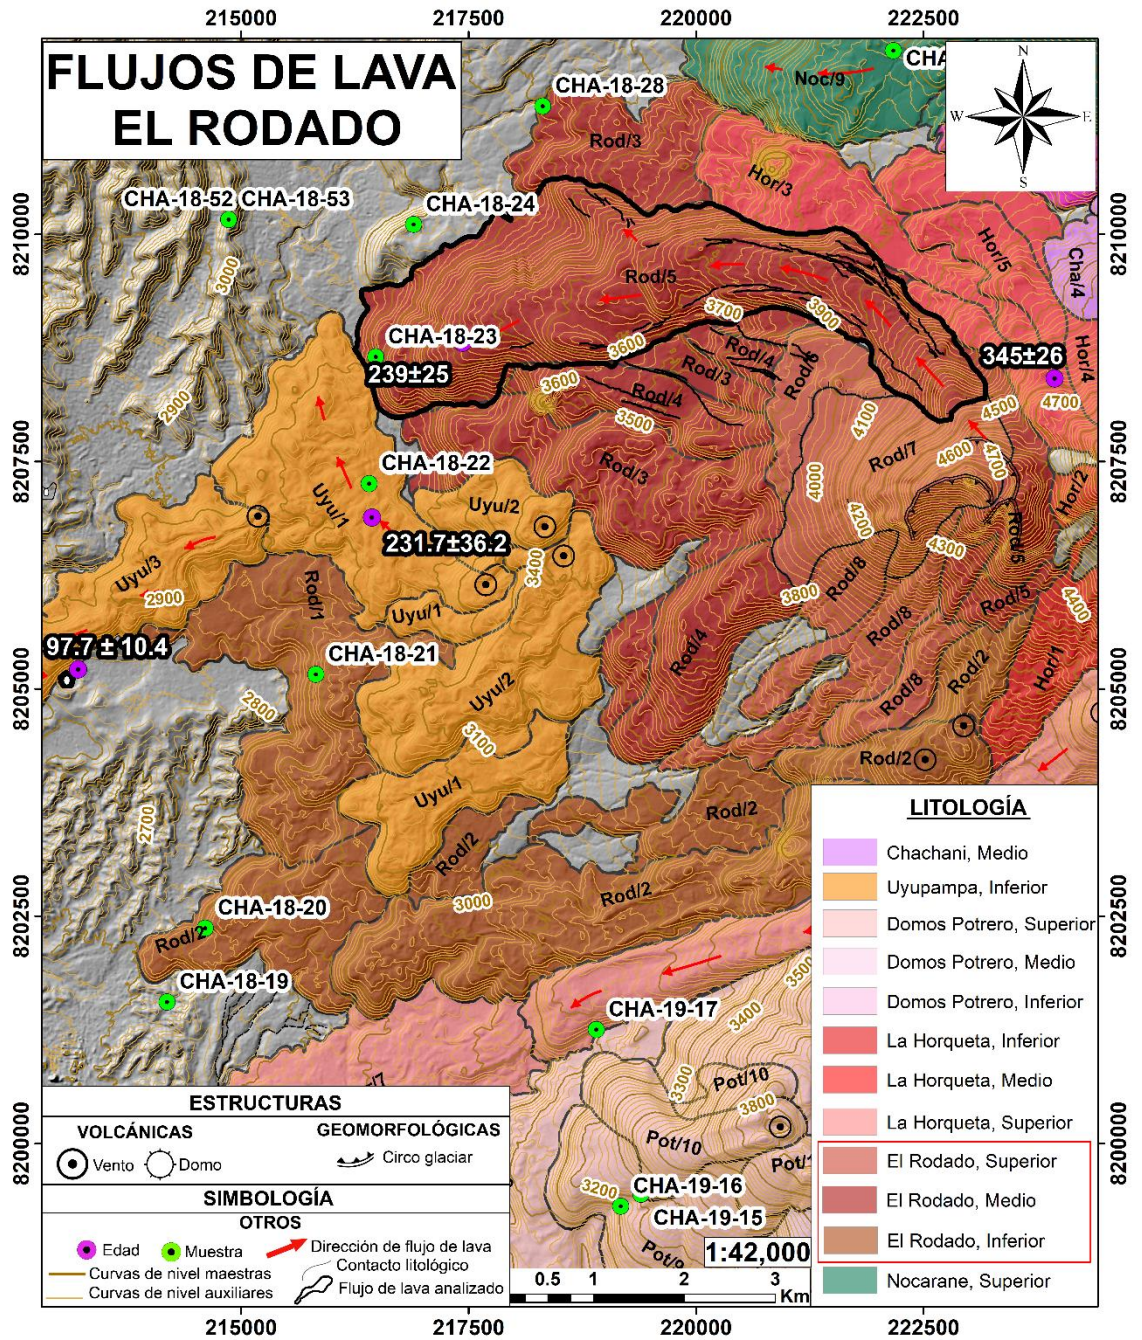 215000 217500 220000 222500
FLUJOS DE LAVA
EL RODADO
N
W E
S
CHA
Noc/9
CHA-18-28
Rod/3
Hor/3
CHA-18-52 CHA-18-53
CHA-18-24
8210000
8210000
3000
Hor/5
Cha/4
Rod/5
3700
3900
CHA-18-23
3600
239±25
345±26
Rod/4
Rod/3
Rod/6
Hor/4
2900
3600
Rod/4
3500
4100
4500
4700
8207500
8207500
CHA-18-22
Rod/3
Rod/7
4600
4700
4000
Hor/2
Uyu/1
Uyu/2
4200
231.7±36.2
4300
Rod/5
Uyu/3
3400
2900
Rod/1
Uyu/1
3800
Rod/8
Rod/5
4400
97.7 ± 10.4
CHA-18-21
Rod/4
Rod/8
Rod/2
Hor/1
8205000
8205000
Uyu/2
Rod/8
2800
3100
Rod/2
Uyu/1
2700
Rod/2
Rod/2
Rod/2
3000
CHA-18-20
Rod/2
8202500
8202500
CHA-18-19
3500
CHA-19-17
3400
3300
Pot/10
3800
Pot/10
3200
CHA-19-16
CHA-19-15
8200000
8200000
LITOLOGÍA
Chachani, Medio
Uyupampa, Inferior
Domos Potrero, Superior
Domos Potrero, Medio
Domos Potrero, Inferior
La Horqueta, Inferior
La Horqueta, Medio
La Horqueta, Superior
El Rodado, Superior
El Rodado, Medio
El Rodado, Inferior
Nocarane, Superior
ESTRUCTURAS
VOLCÁNICAS GEOMORFOLÓGICAS
Vento Domo Circo glaciar
SIMBOLOGÍA
OTROS
Edad Muestra Dirección de flujo de lava
Contacto litológico
Curvas de nivel maestras
Flujo de lava analizado
Curvas de nivel auxiliares
1:42,000
0.5 1 2 3
Km
215000 217500 220000 222500